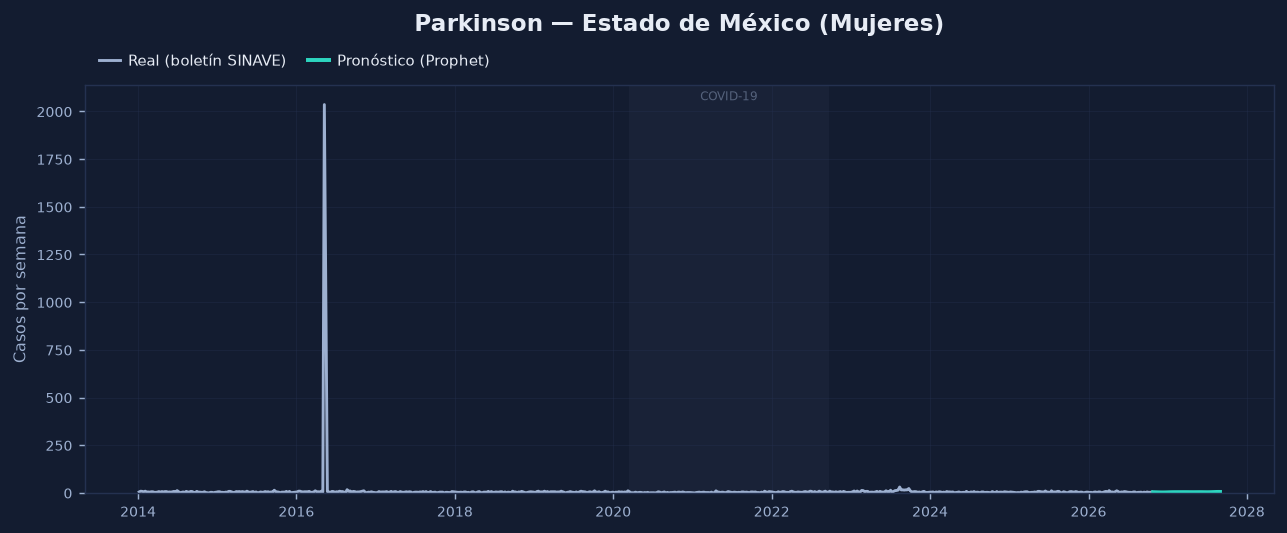 Parkinson — Estado de México (Mujeres)
Real (boletín SINAVE)
Pronóstico (Prophet)
COVID-19
Casos por semana
2000
1750
1500
1250
1000
750
500
250
0
2014 2016 2018 2020 2022 2024 2026 2028